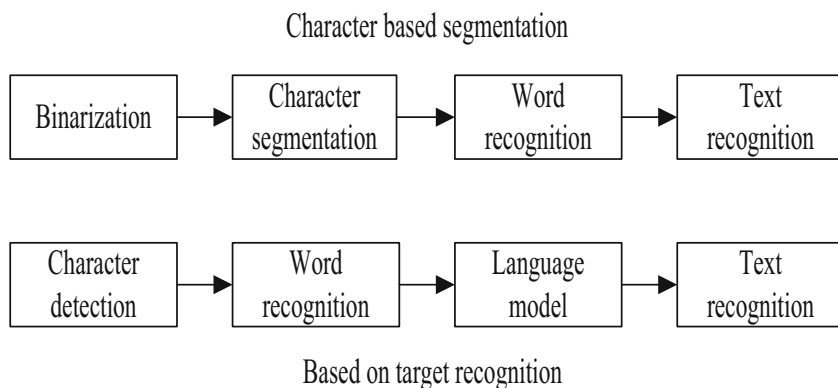 Character based segmentation
Binarization
Character
segmentation
Word
recognition
Text
recognition
Character
detection
Word
recognition
Language
model
Text
recognition
Based on target recognition